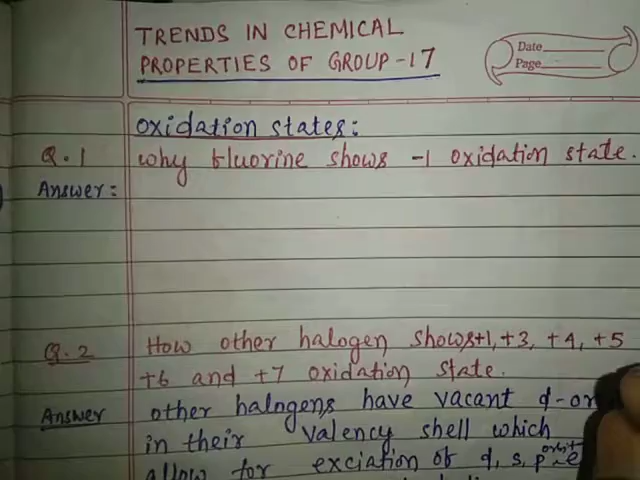 TRENDS IN CHEMICAL
PROPERTIES OF GROUP-17
Date
Page
Oxidation states:
Q.1 why fluorine shows -1 oxidation state.
Answer:
Q.2 How other halogen shows +1, +3, +4, +5
+6 and +7 oxidation state.
Answer other halogens have vacant d-or
in their valency shell which
allow for exciation of d, s, p